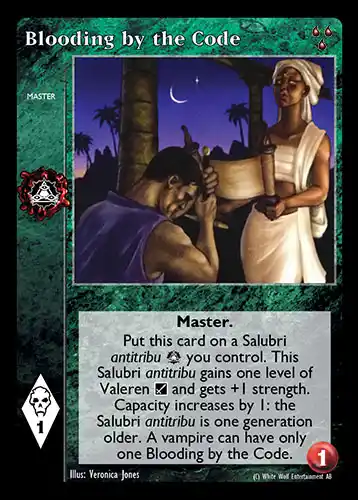 Blooding by the Code
MASTER
Master.
Put this card on a Salubri
antitribu you control. This
Salubri antitribu gains one level of
Valeren and gets +1 strength.
Capacity increases by 1: the
Salubri antitribu is one generation
older. A vampire can have only
one Blooding by the Code.
1
1
Illus: Veronica Jones
(C) White Wolf Entertainment AB